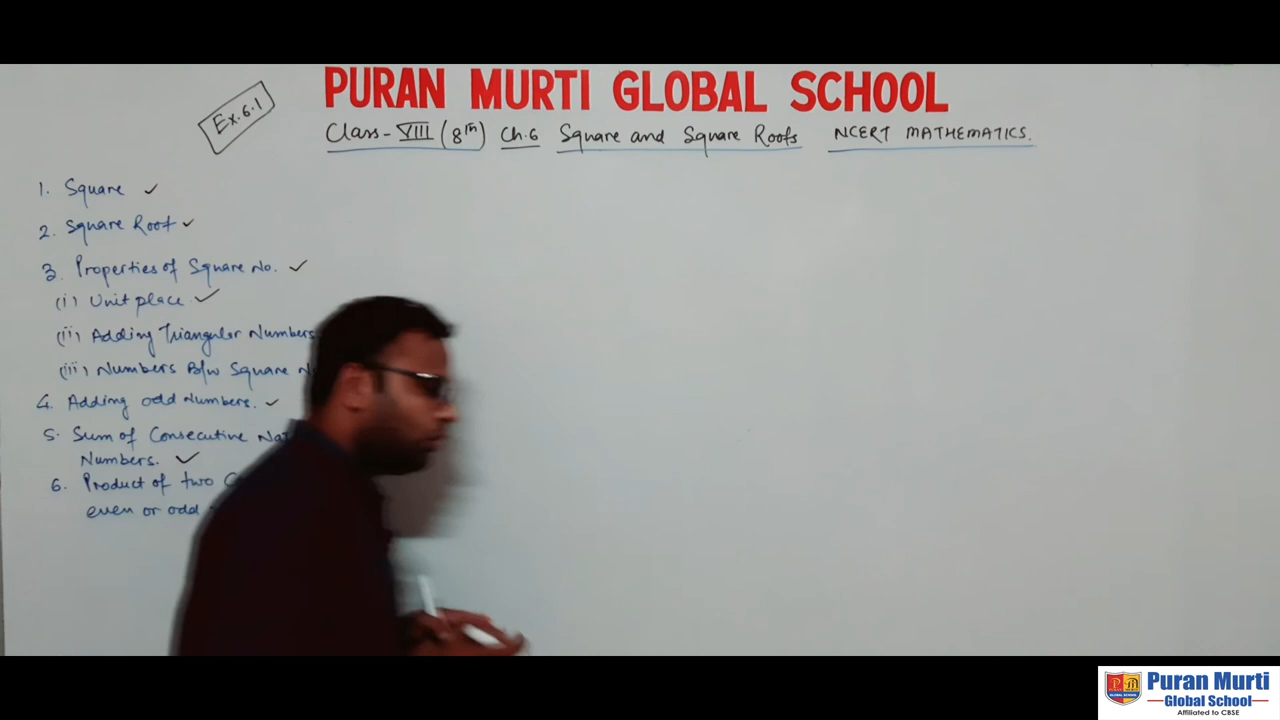 PURAN MURTI GLOBAL SCHOOL
Ex. 6.1
Class - VIII (8th) Ch. 6 Square and Square Roots NCERT MATHEMATICS.
1. Square ✓
2. Square Root ✓
3. Properties of Square No. ✓
(i) Unit place ✓
(ii) Adding Triangular Numbers
(iii) Numbers B/w Square
4. Adding odd Numbers. ✓
5. Sum of Consecutive
Numbers. ✓
6. Product of two
even or odd
Puran Murti
Global School
Affiliated to CBSE